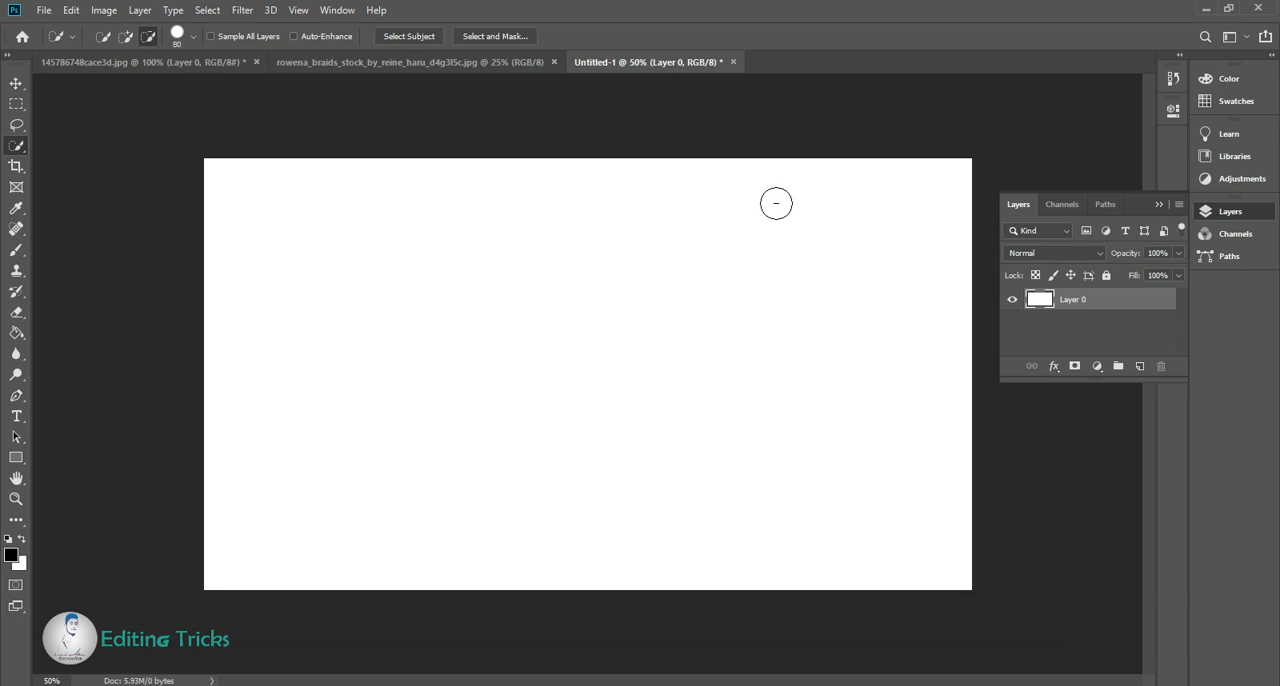 Ps File Edit Image Layer Type Select Filter 3D View Window Help
80 Sample All Layers Auto-Enhance Select Subject Select and Mask...
145786748cace3d.jpg @ 100% (Layer 0, RGB/8#) * rowena_braids_stock_by_reine_haru_d4g3l5c.jpg @ 25% (RGB/8) Untitled-1 @ 50% (Layer 0, RGB/8) *
Color
Swatches
Learn
Libraries
Adjustments
Layers
Channels
Paths
Layers Channels Paths
Kind
Normal Opacity: 100%
Lock: Fill: 100%
Layer 0
Editing Tricks
50% Doc: 5.93M/0 bytes